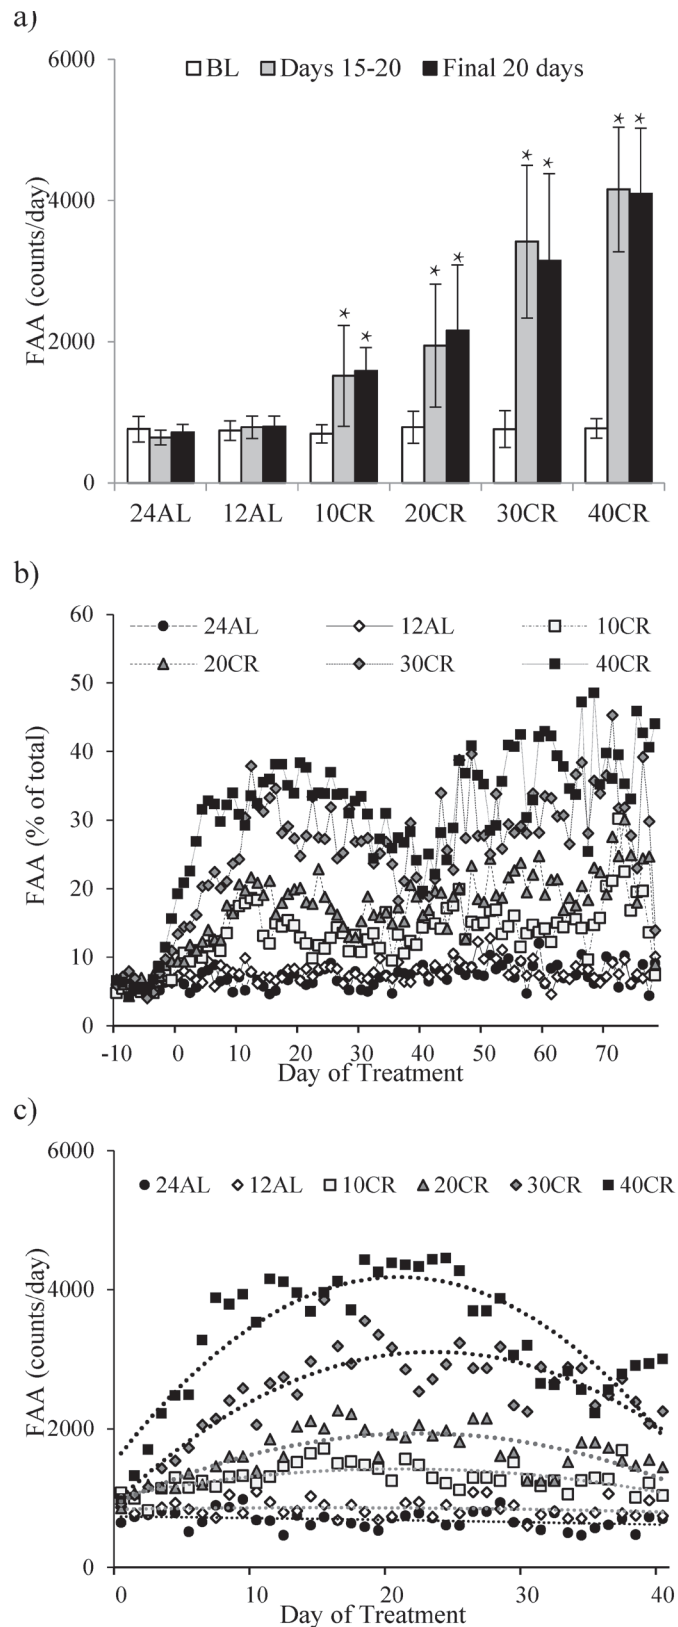 a)
6000
BL Days 15-20 Final 20 days
4000
2000
0
FAA (counts/day)
* * * * * * * *
24AL 12AL 10CR 20CR 30CR 40CR
b)
60
24AL 12AL 10CR
20CR 30CR 40CR
50
40
30
20
10
0
FAA (% of total)
-10 0 10 20 30 40 50 60 70
Day of Treatment
c)
6000
24AL 12AL 10CR 20CR 30CR 40CR
4000
2000
0
FAA (counts/day)
0 10 20 30 40
Day of Treatment